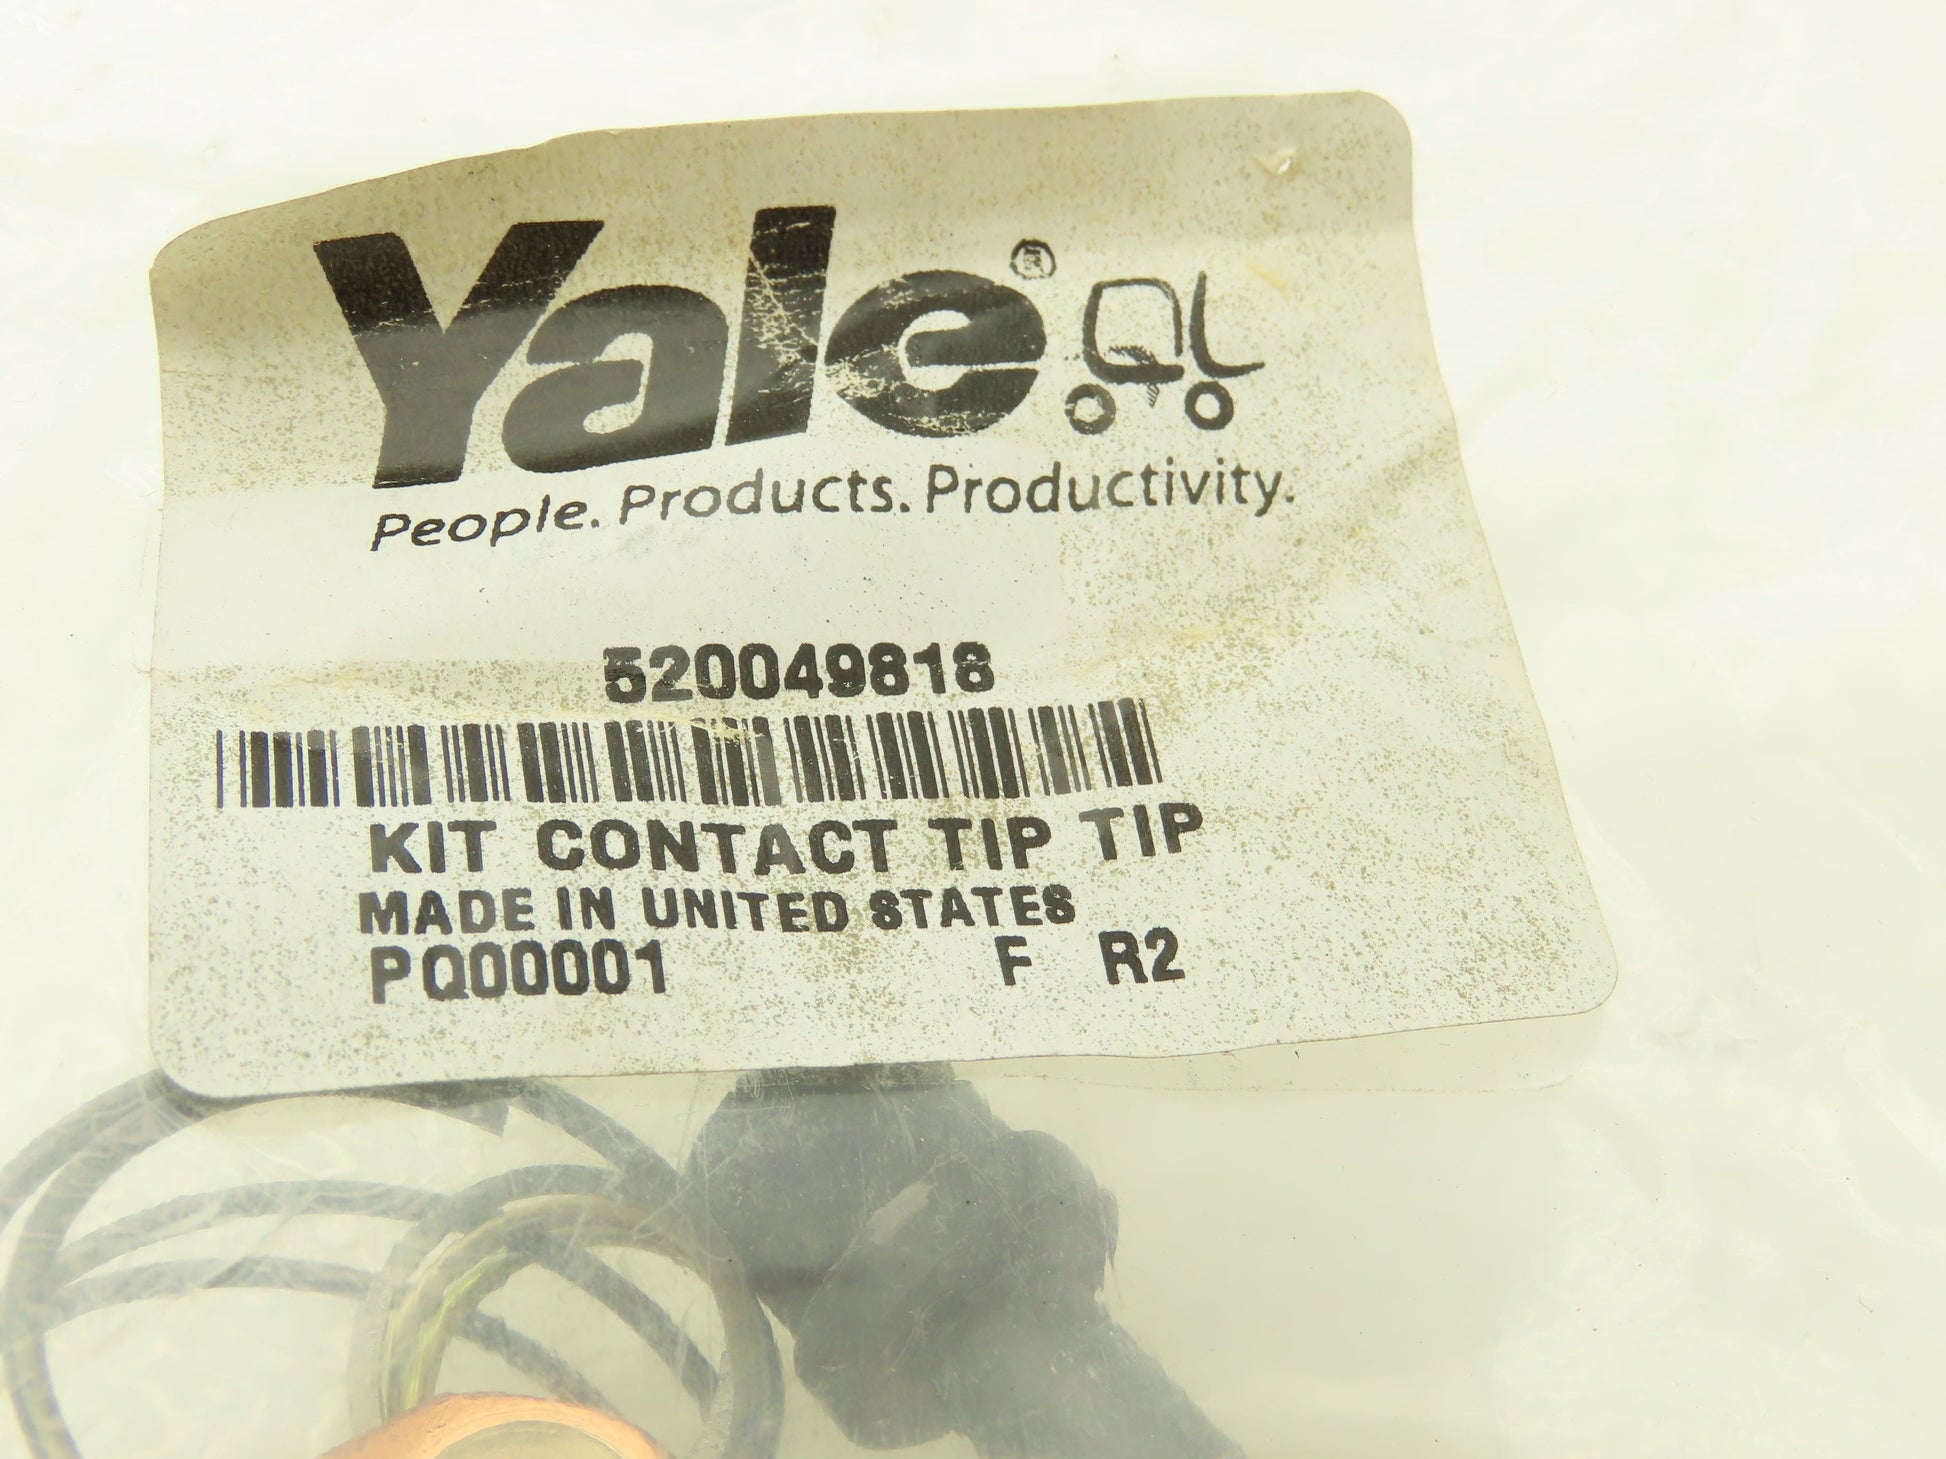 Yale®
People. Products. Productivity.
520049818
KIT CONTACT TIP TIP
MADE IN UNITED STATES
PQ00001 F R2